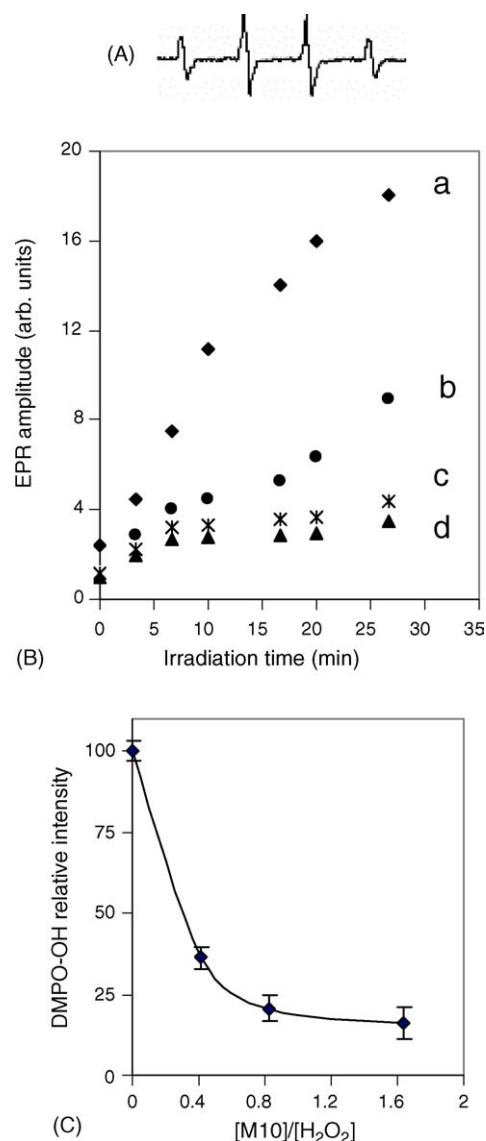 (A)
20
16
12
8
4
0
EPR amplitude (arb. units)
a
b
c
d
0 5 10 15 20 25 30 35
(B) Irradiation time (min)
100
75
50
25
0
DMPO-OH relative intensity
0 0.4 0.8 1.2 1.6 2
(C) [M10]/[H₂O₂]